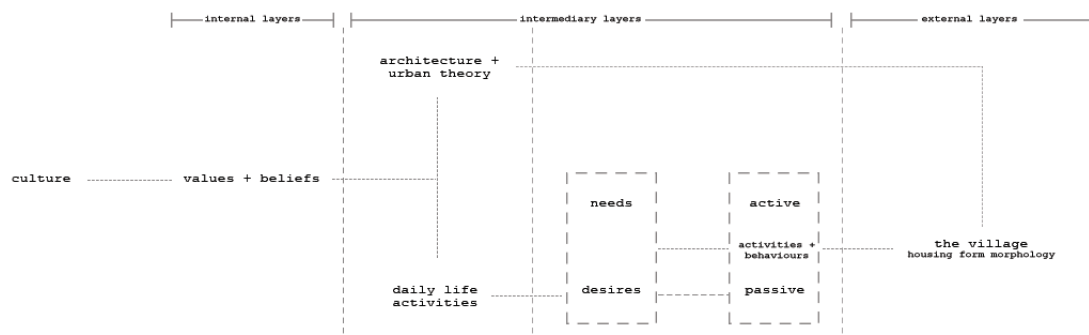 internal layers
intermediary layers
external layers
architecture +
urban theory
culture
values + beliefs
needs
active
activities +
behaviours
the village
housing form morphology
daily life
activities
desires
passive